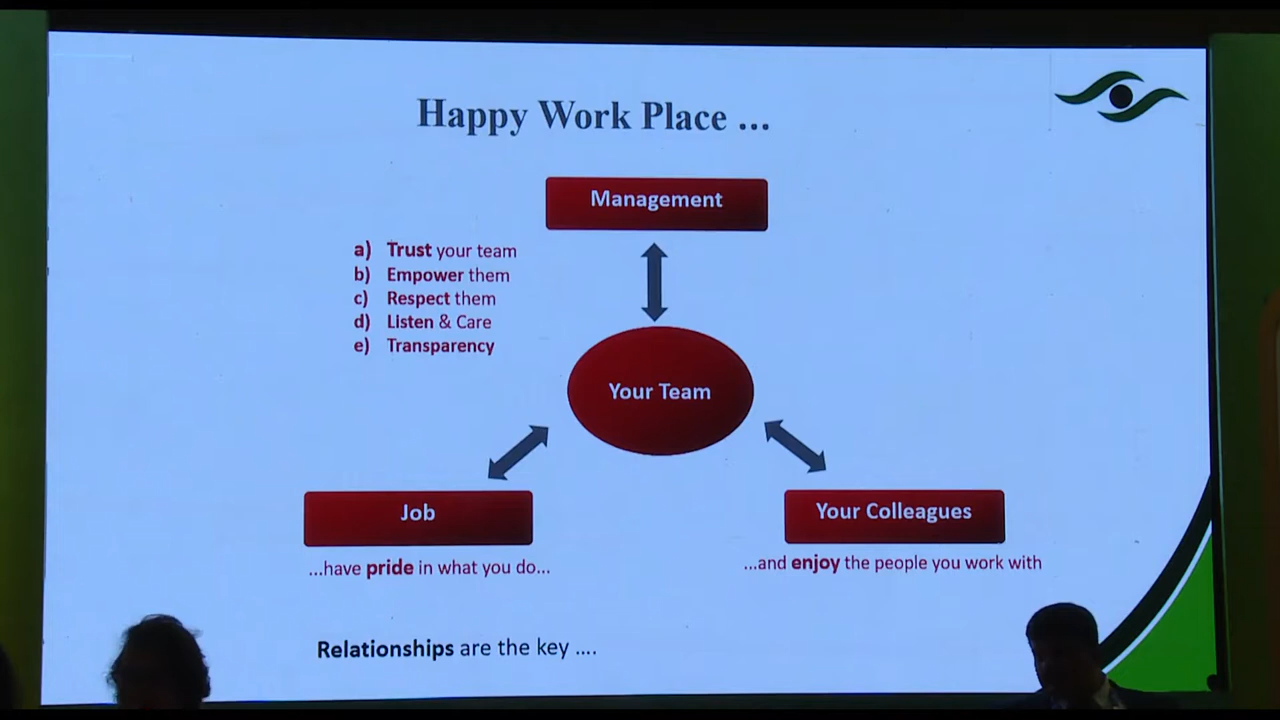 Happy Work Place ...
Management
a) Trust your team
b) Empower them
c) Respect them
d) Listen & Care
e) Transparency
Your Team
Job
Your Colleagues
...have pride in what you do...
...and enjoy the people you work with
Relationships are the key ....